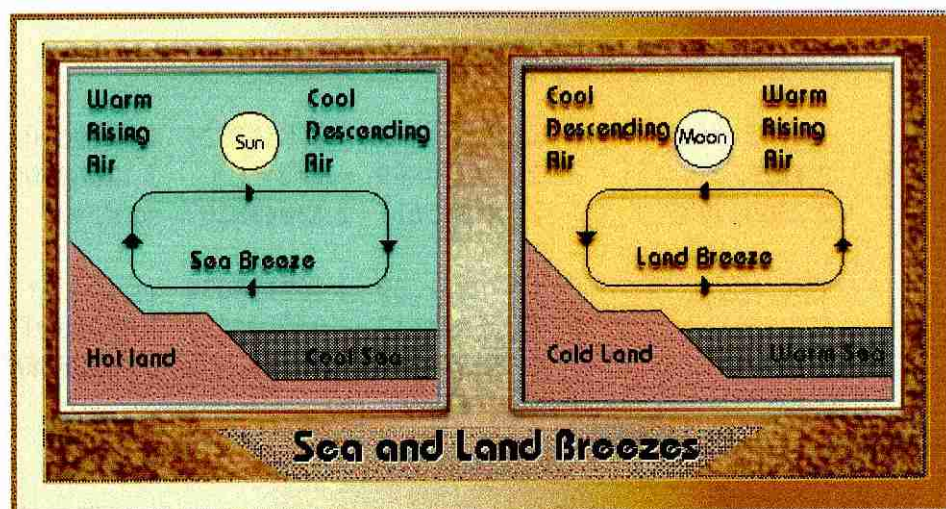 Warm
Rising
Air
Sun
Cool
Descending
Air
Sea Breeze
Hot land
Cool Sea
Cool
Descending
Air
Moon
Warm
Rising
Air
Land Breeze
Cold Land
Warm Sea
Sea and Land Breezes